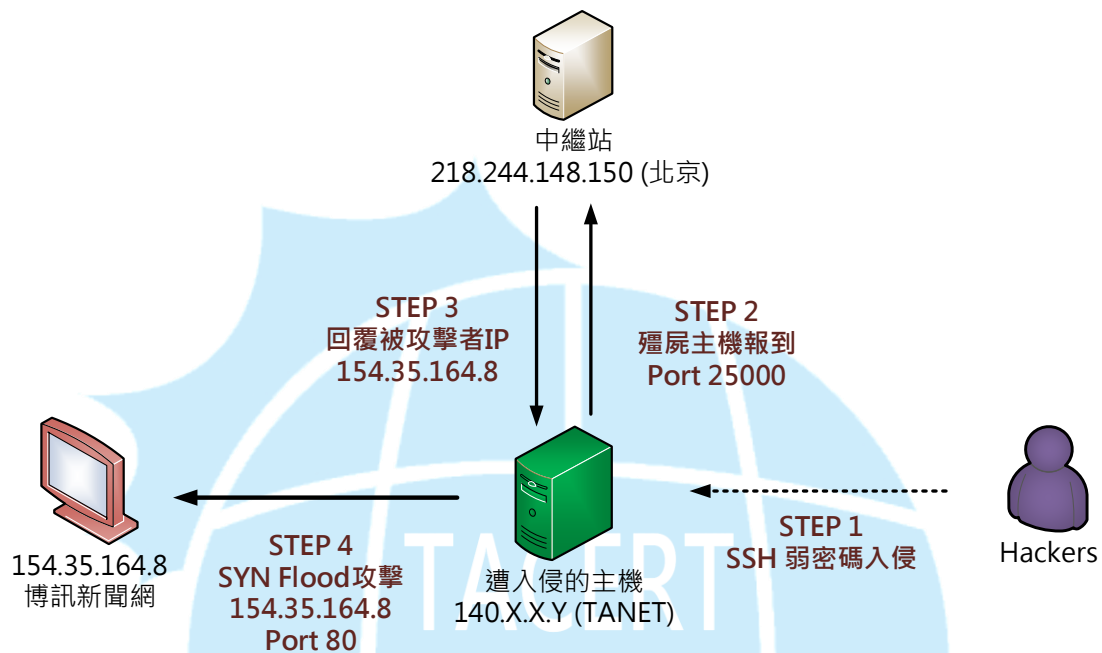 中繼站
218.244.148.150 (北京)
STEP 3
回覆被攻擊者IP
154.35.164.8
STEP 2
殭屍主機報到
Port 25000
154.35.164.8
博訊新聞網
STEP 4
SYN Flood攻擊
154.35.164.8
Port 80
遭入侵的主機
140.X.X.Y (TANET)
STEP 1
SSH 弱密碼入侵
Hackers
TACERT